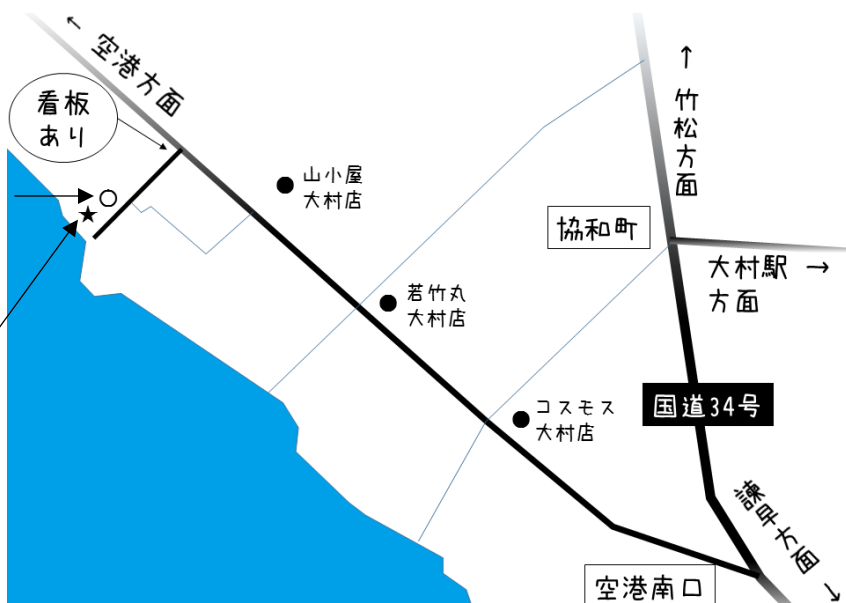 ← 空港方面
看板
あり
山小屋
大村店
↑ 竹松方面
協和町
大村駅 →
方面
若竹丸
大村店
コスモス
大村店
国道34号
諫早方面 →
空港南口